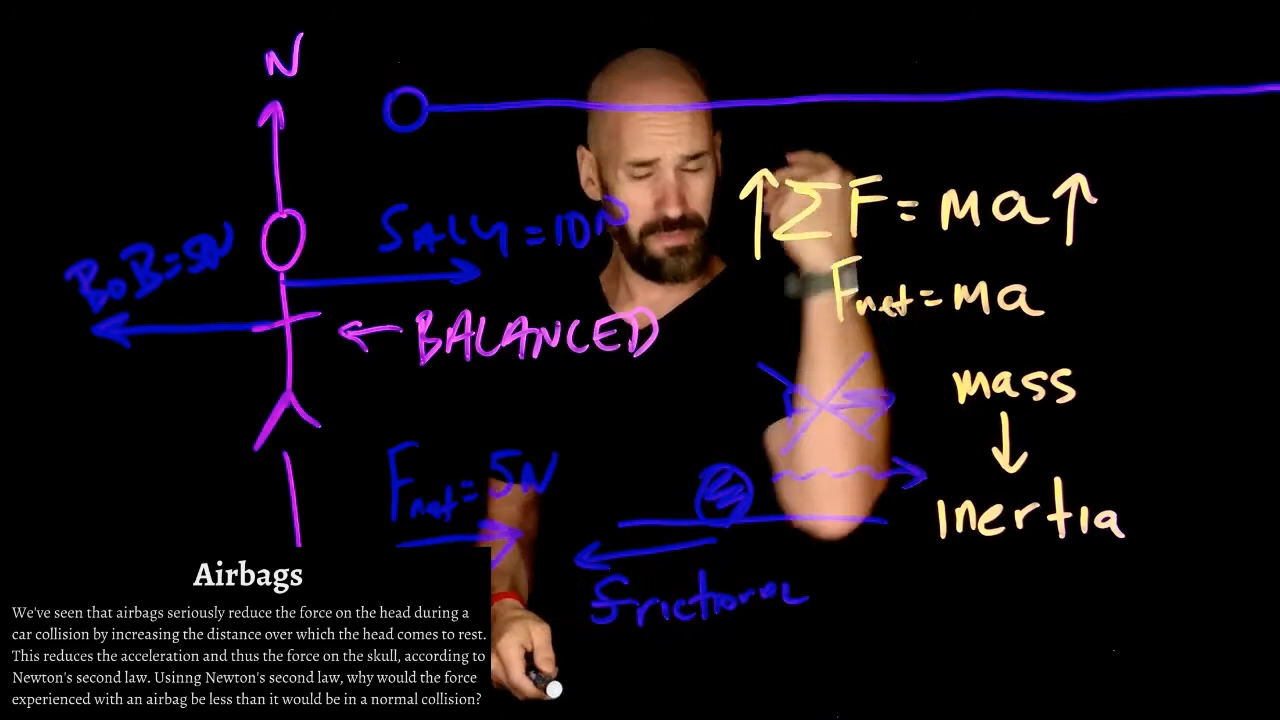 N
BOB=5N
SALLY=10N
← BALANCED
↑ΣF=ma↑
Fnet=ma
mass
↓
inertia
Fnet=5N
frictional
Airbags
We've seen that airbags seriously reduce the force on the head during a
car collision by increasing the distance over which the head comes to rest.
This reduces the acceleration and thus the force on the skull, according to
Newton's second law. Usinng Newton's second law, why would the force
experienced with an airbag be less than it would be in a normal collision?